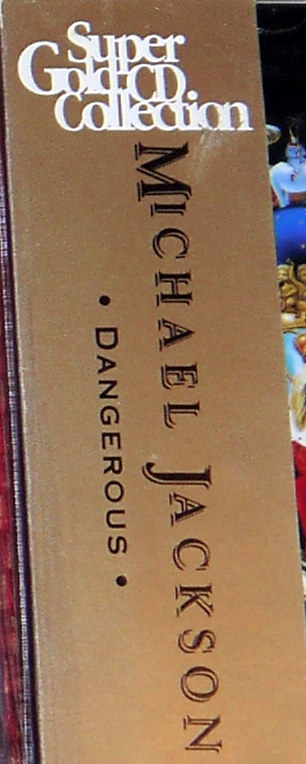 Super
Gold CD
Collection
MICHAEL JACKSON
• DANGEROUS •